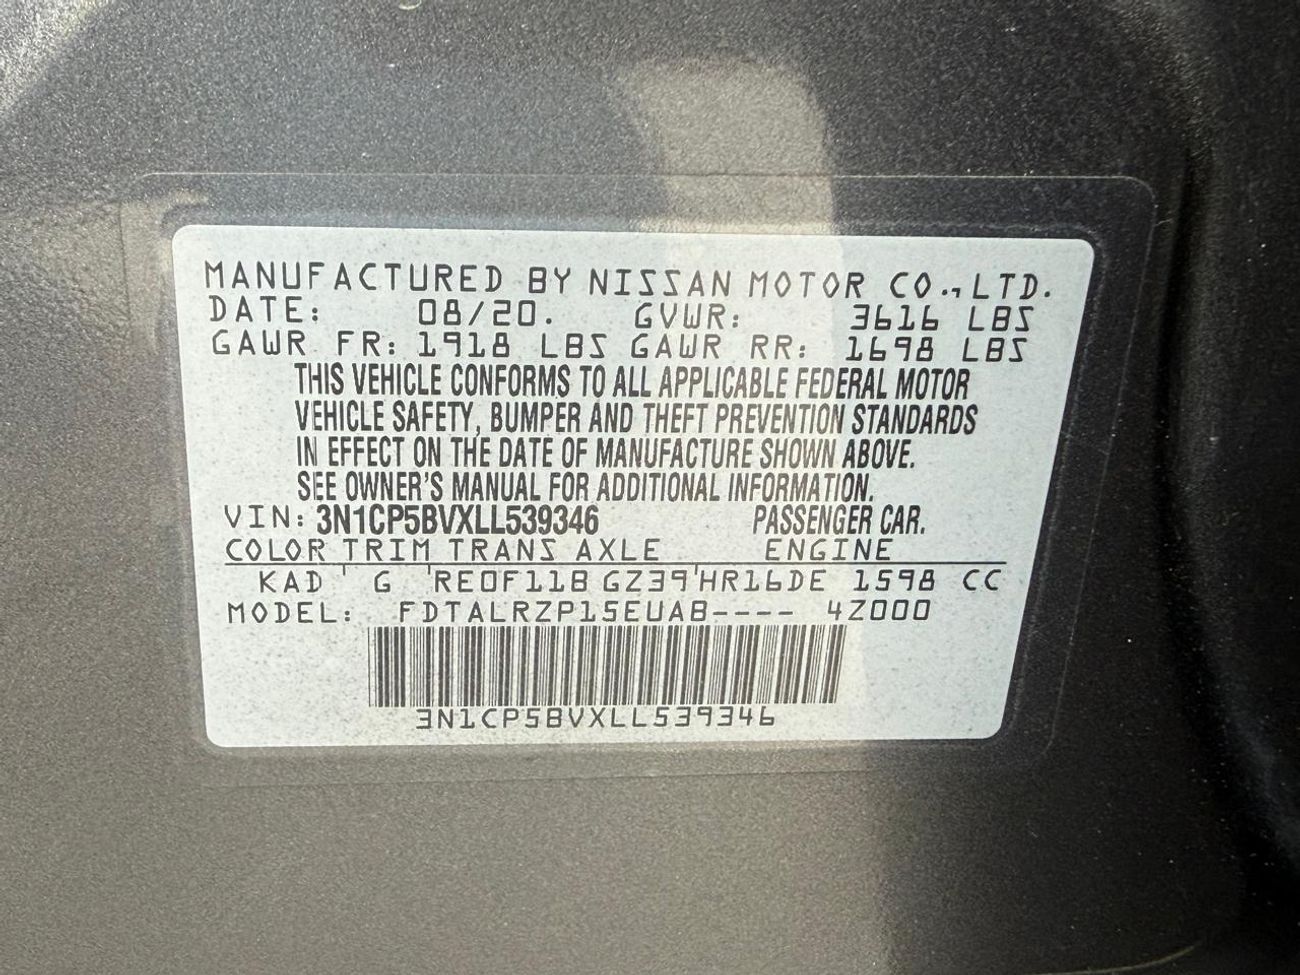 MANUFACTURED BY NISSAN MOTOR CO., LTD.
DATE: 08/20. GVWR: 3616 LBS
GAWR FR: 1918 LBS GAWR RR: 1698 LBS
THIS VEHICLE CONFORMS TO ALL APPLICABLE FEDERAL MOTOR
VEHICLE SAFETY, BUMPER AND THEFT PREVENTION STANDARDS
IN EFFECT ON THE DATE OF MANUFACTURE SHOWN ABOVE.
SEE OWNER'S MANUAL FOR ADDITIONAL INFORMATION.
VIN: 3N1CP5BVXLL539346 PASSENGER CAR.
COLOR TRIM TRANS AXLE ENGINE
KAD ' G 'RE0F11B GZ39'HR16DE 1598 CC
MODEL: FDTALRZP15EUAB---- 4Z000
3N1CP5BVXLL539346